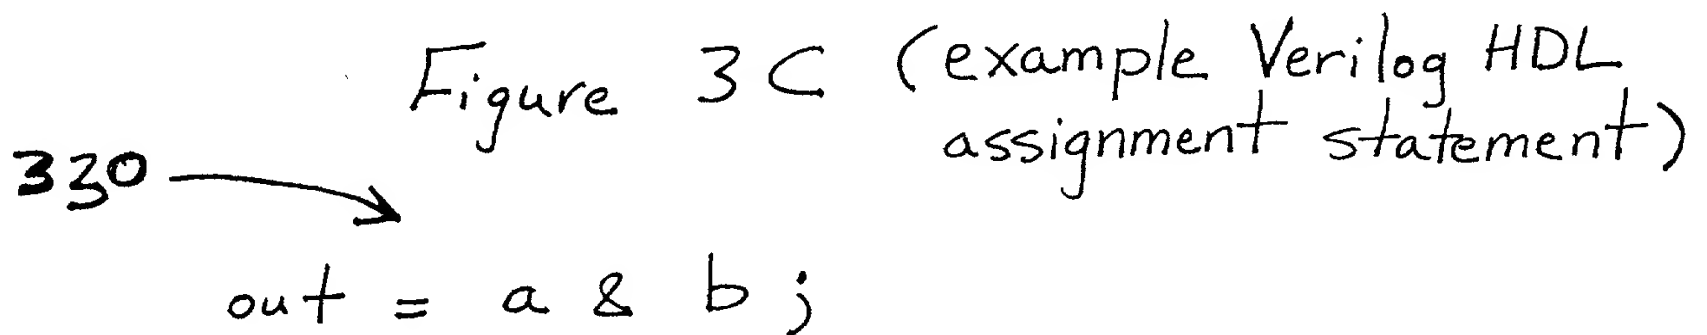 Figure 3C (example Verilog HDL
assignment statement)
330
out = a & b ;